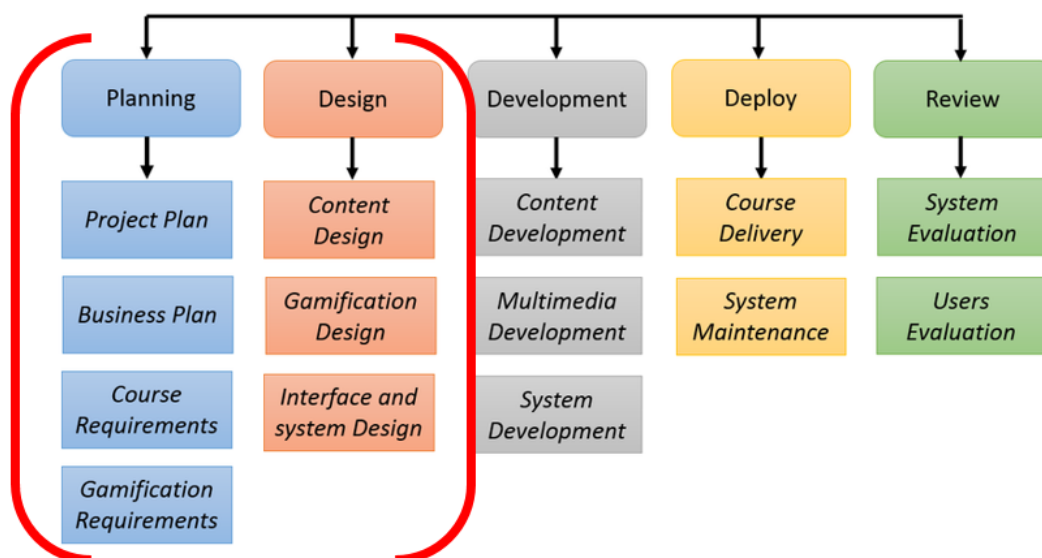 Planning
Design
Development
Deploy
Review
Project Plan
Business Plan
Course
Requirements
Gamification
Requirements
Content
Design
Gamification
Design
Interface and
system Design
Content
Development
Multimedia
Development
System
Development
Course
Delivery
System
Maintenance
System
Evaluation
Users
Evaluation